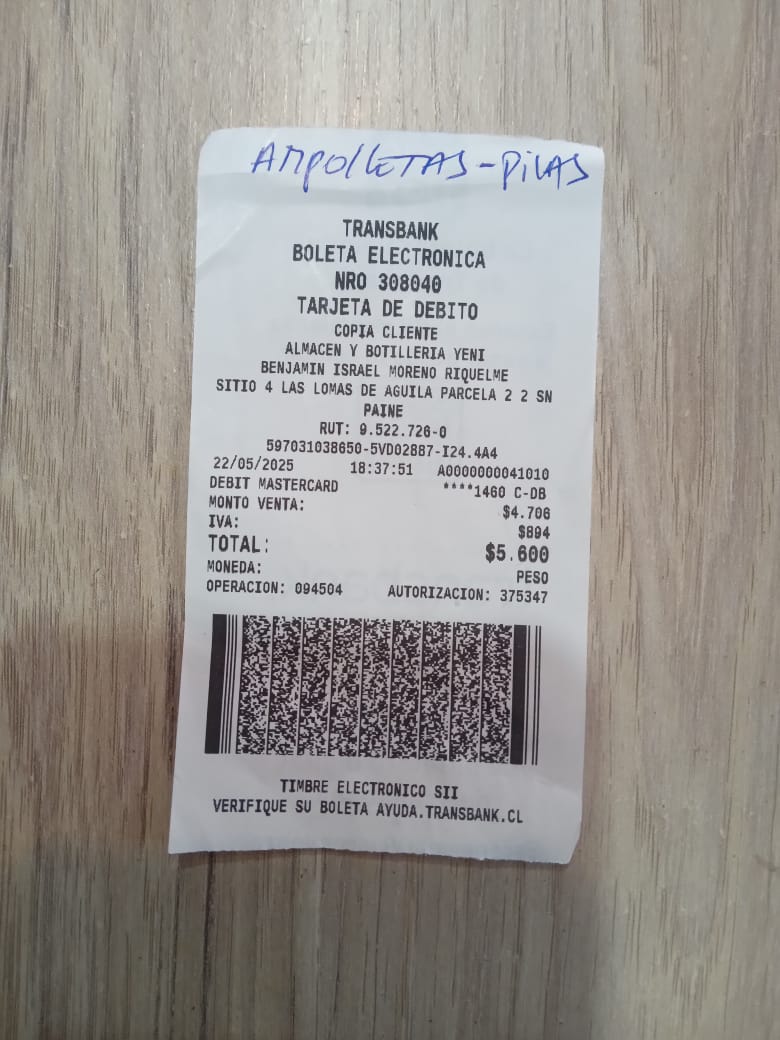 AMPOLLETAS - PILAS
TRANSBANK
BOLETA ELECTRONICA
NRO 308040
TARJETA DE DEBITO
COPIA CLIENTE
ALMACEN Y BOTILLERIA YENI
BENJAMIN ISRAEL MORENO RIQUELME
SITIO 4 LAS LOMAS DE AGUILA PARCELA 2 2 SN
PAINE
RUT: 9.522.726-0
597031038650-5VD02887-I24.4A4
22/05/2025 18:37:51 A0000000041010
DEBIT MASTERCARD ****1460 C-DB
MONTO VENTA: $4.706
IVA: $894
TOTAL: $5.600
MONEDA: PESO
OPERACION: 094504 AUTORIZACION: 375347
TIMBRE ELECTRONICO SII
VERIFIQUE SU BOLETA AYUDA.TRANSBANK.CL